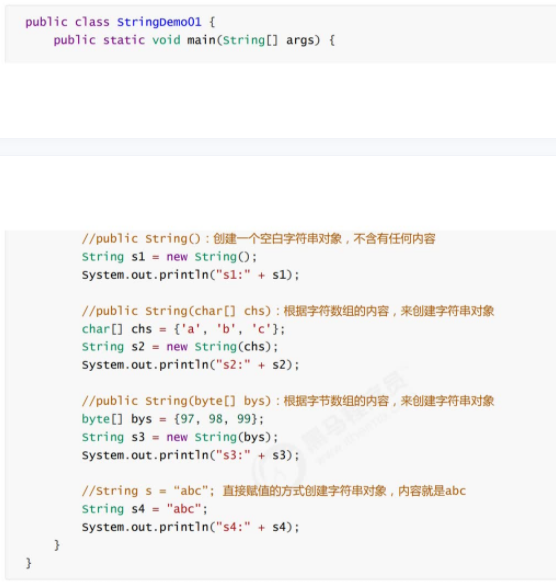 public class StringDemo01 {
    public static void main(String[] args) {
        //public String()：创建一个空白字符串对象，不含有任何内容
        String s1 = new String();
        System.out.println("s1:" + s1);
        //public String(char[] chs)：根据字符数组的内容，来创建字符串对象
        char[] chs = {'a', 'b', 'c'};
        String s2 = new String(chs);
        System.out.println("s2:" + s2);
        //public String(byte[] bys)：根据字节数组的内容，来创建字符串对象
        byte[] bys = {97, 98, 99};
        String s3 = new String(bys);
        System.out.println("s3:" + s3);
        //String s = “abc”; 直接赋值的方式创建字符串对象，内容就是abc
        String s4 = "abc";
        System.out.println("s4:" + s4);
    }
}
黑马程序员